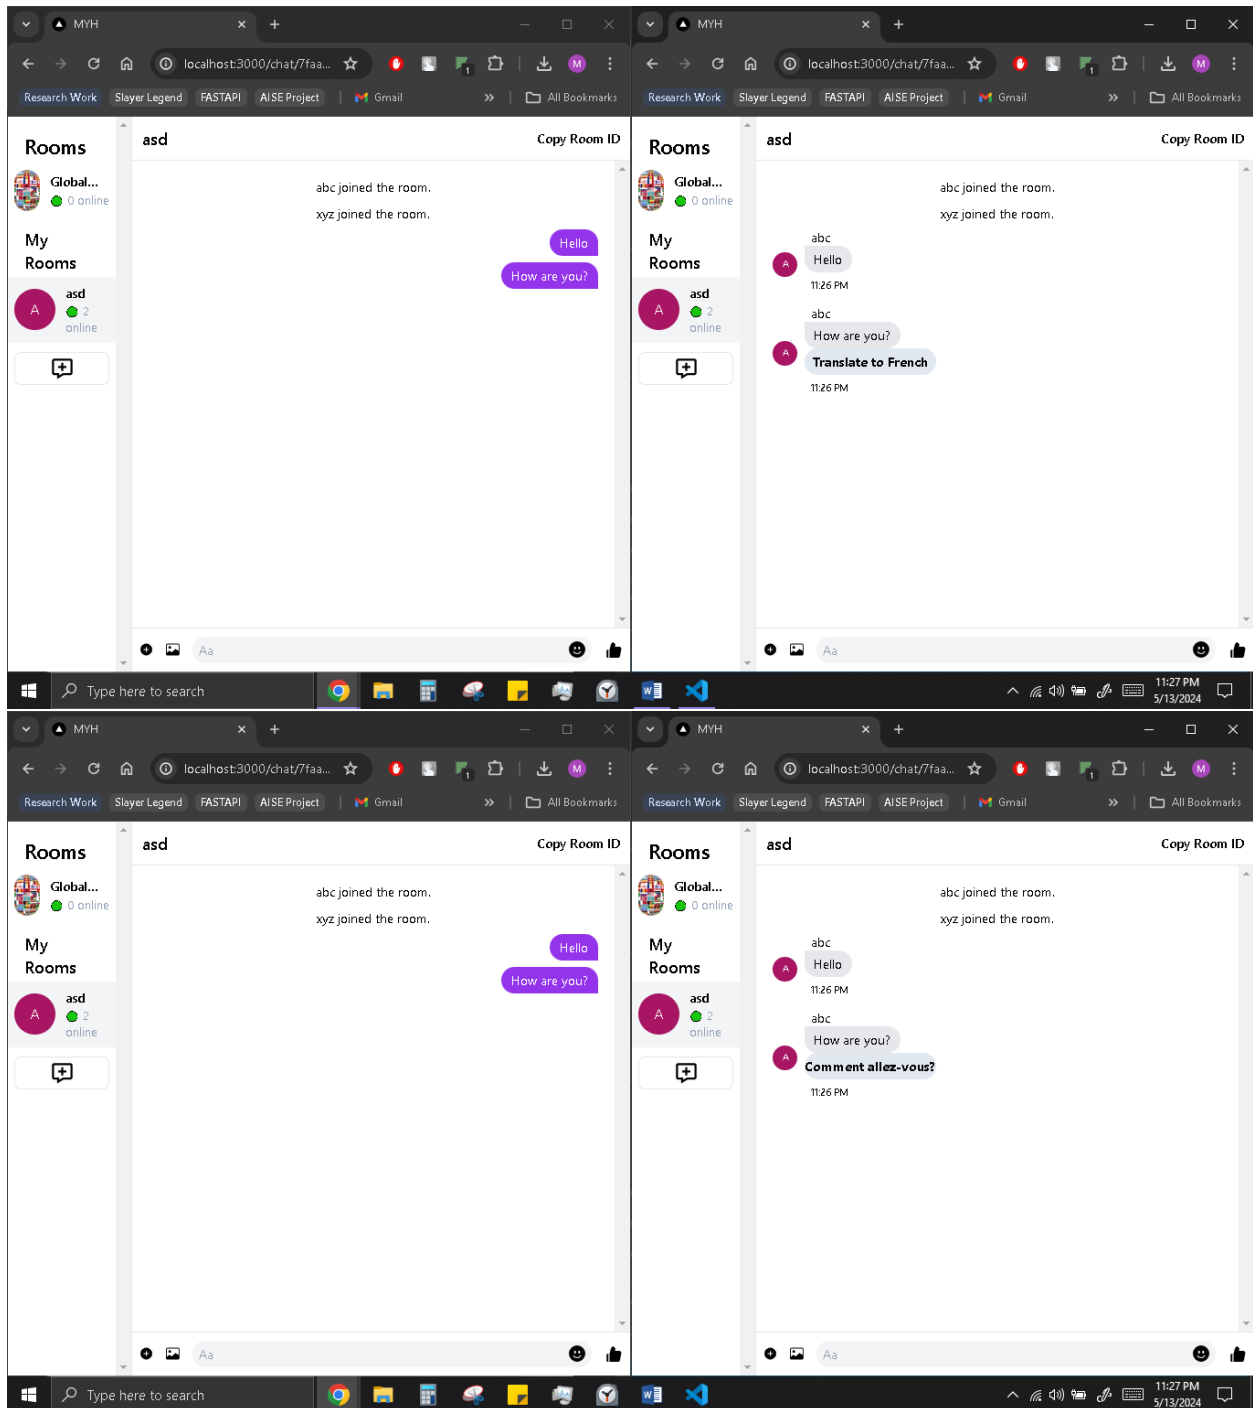 MYH
localhost:3000/chat/7faa...
1
M
Research Work
Slayer Legend
FASTAPI
AISE Project
Gmail
All Bookmarks
Rooms
Global...
0 online
My
Rooms
A
asd
2
online
asd
Copy Room ID
abc joined the room.
xyz joined the room.
Hello
How are you?
Aa
MYH
localhost:3000/chat/7faa...
1
M
Research Work
Slayer Legend
FASTAPI
AISE Project
Gmail
All Bookmarks
Rooms
Global...
0 online
My
Rooms
A
asd
2
online
asd
Copy Room ID
abc joined the room.
xyz joined the room.
abc
A
Hello
11:26 PM
abc
How are you?
A
Translate to French
11:26 PM
Aa
Type here to search
11:27 PM
5/13/2024
MYH
localhost:3000/chat/7faa...
1
M
Research Work
Slayer Legend
FASTAPI
AISE Project
Gmail
All Bookmarks
Rooms
Global...
0 online
My
Rooms
A
asd
2
online
asd
Copy Room ID
abc joined the room.
xyz joined the room.
Hello
How are you?
Aa
MYH
localhost:3000/chat/7faa...
1
M
Research Work
Slayer Legend
FASTAPI
AISE Project
Gmail
All Bookmarks
Rooms
Global...
0 online
My
Rooms
A
asd
2
online
asd
Copy Room ID
abc joined the room.
xyz joined the room.
abc
A
Hello
11:26 PM
abc
How are you?
A
Comment allez-vous?
11:26 PM
Aa
Type here to search
11:27 PM
5/13/2024